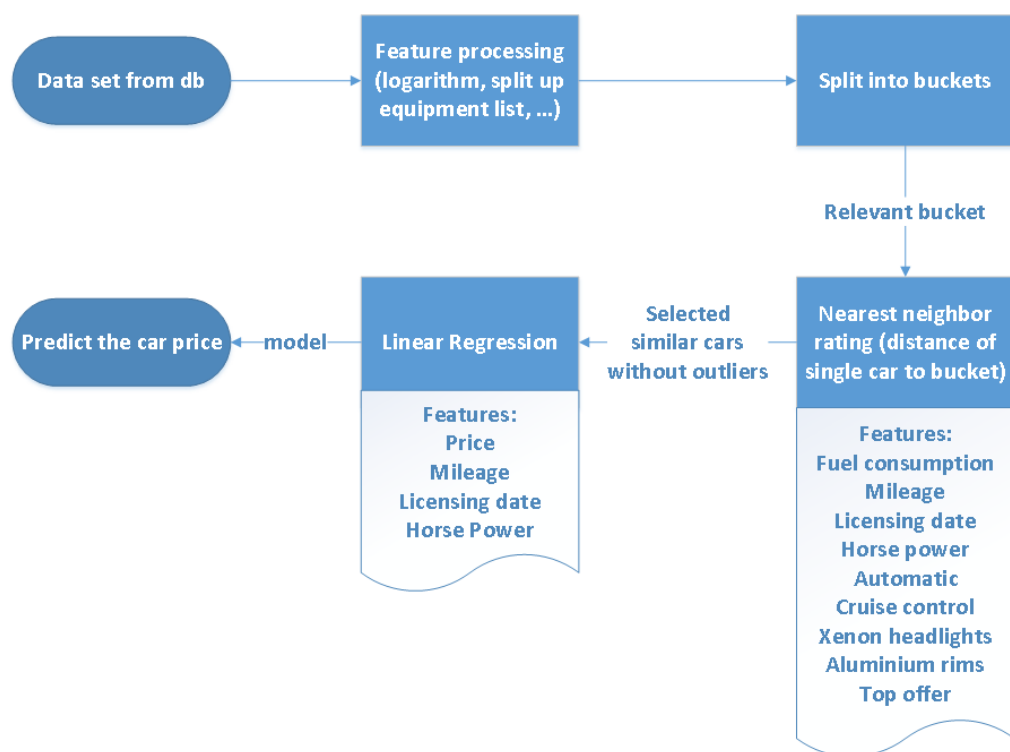 Data set from db
Feature processing
(logarithm, split up
equipment list, ...)
Split into buckets
Relevant bucket
Predict the car price
model
Linear Regression
Selected
similar cars
without outliers
Nearest neighbor
rating (distance of
single car to bucket)
Features:
Price
Mileage
Licensing date
Horse Power
Features:
Fuel consumption
Mileage
Licensing date
Horse power
Automatic
Cruise control
Xenon headlights
Aluminium rims
Top offer